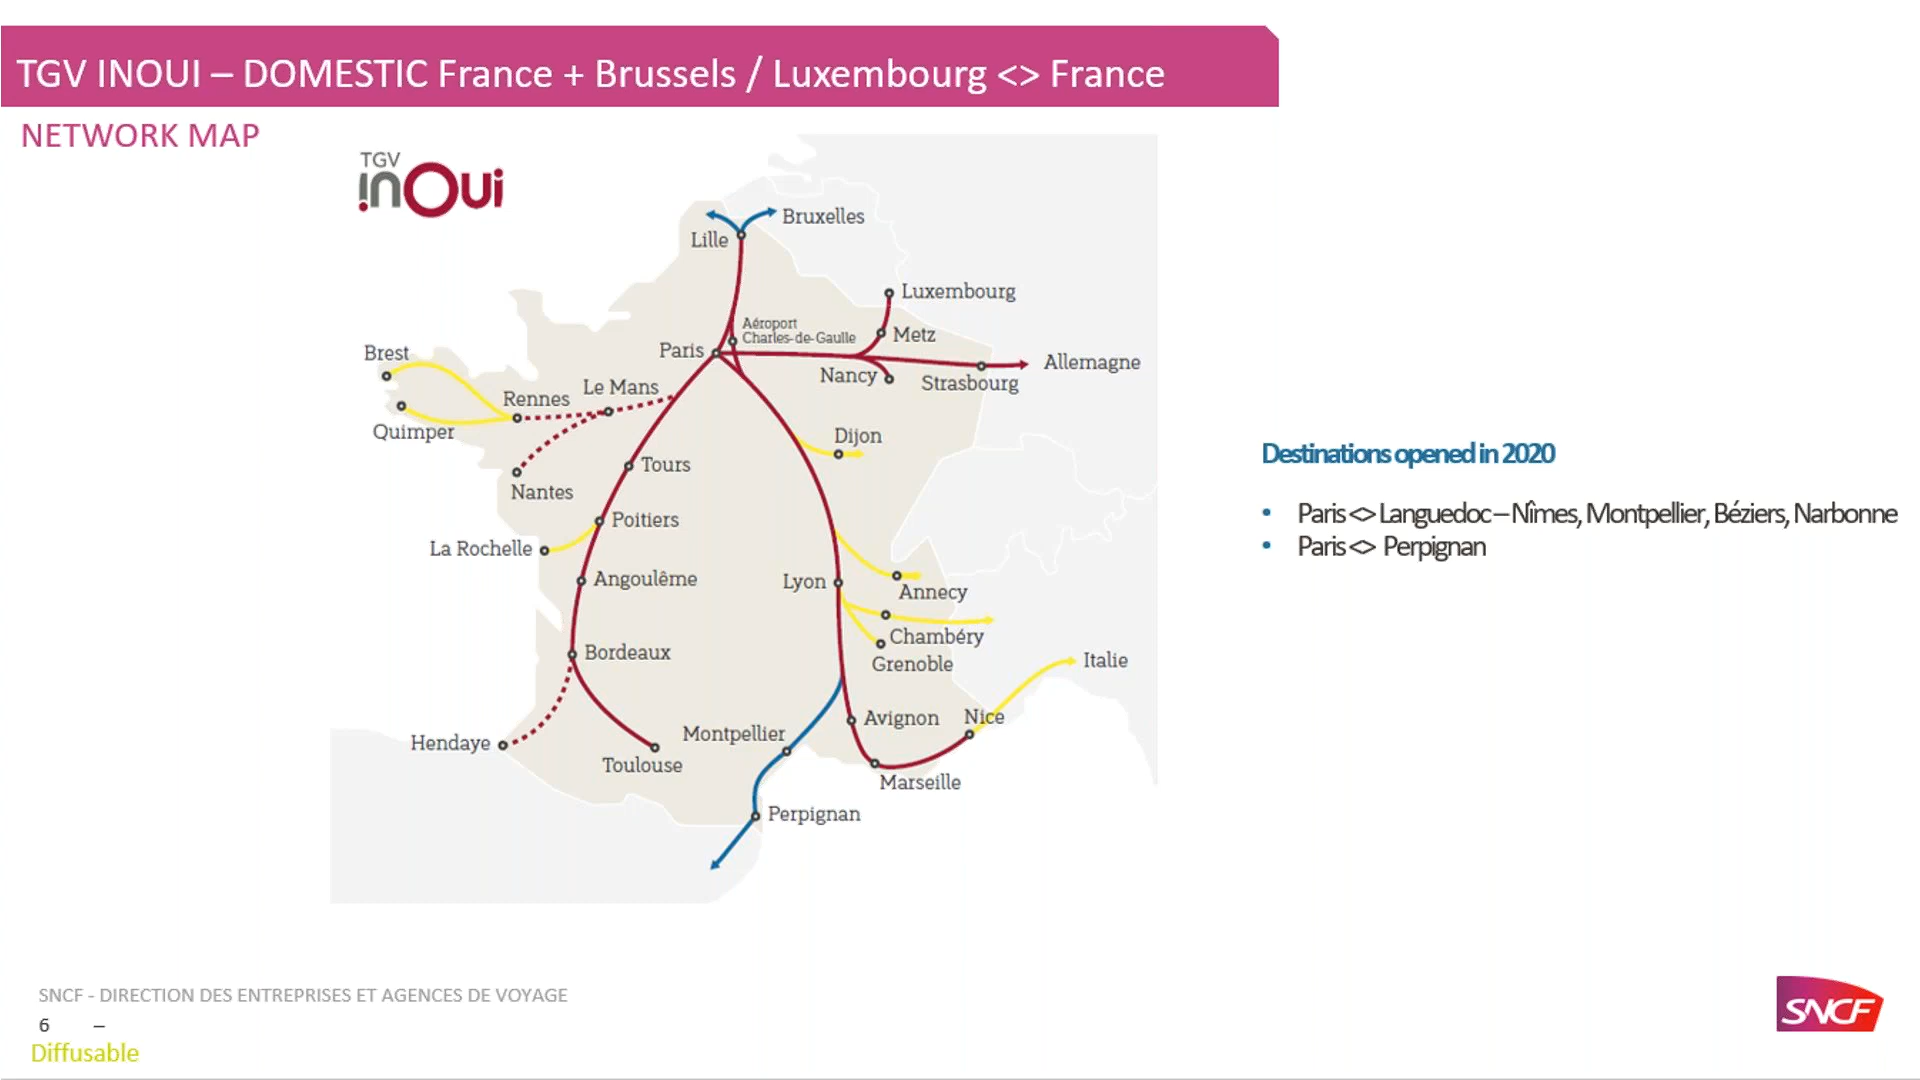 TGV INOUI – DOMESTIC France + Brussels / Luxembourg <> France
NETWORK MAP
TGV
inOui
Bruxelles
Lille
Luxembourg
Aéroport
Charles-de-Gaulle
Metz
Paris
Allemagne
Nancy
Strasbourg
Brest
Le Mans
Rennes
Quimper
Dijon
Tours
Nantes
Poitiers
La Rochelle
Angoulême
Lyon
Annecy
Chambéry
Grenoble
Bordeaux
Italie
Avignon
Nice
Montpellier
Hendaye
Toulouse
Marseille
Perpignan
Destinations opened in 2020
• Paris <> Languedoc – Nîmes, Montpellier, Béziers, Narbonne
• Paris <> Perpignan
SNCF - DIRECTION DES ENTREPRISES ET AGENCES DE VOYAGE
6 –
Diffusable
SNCF